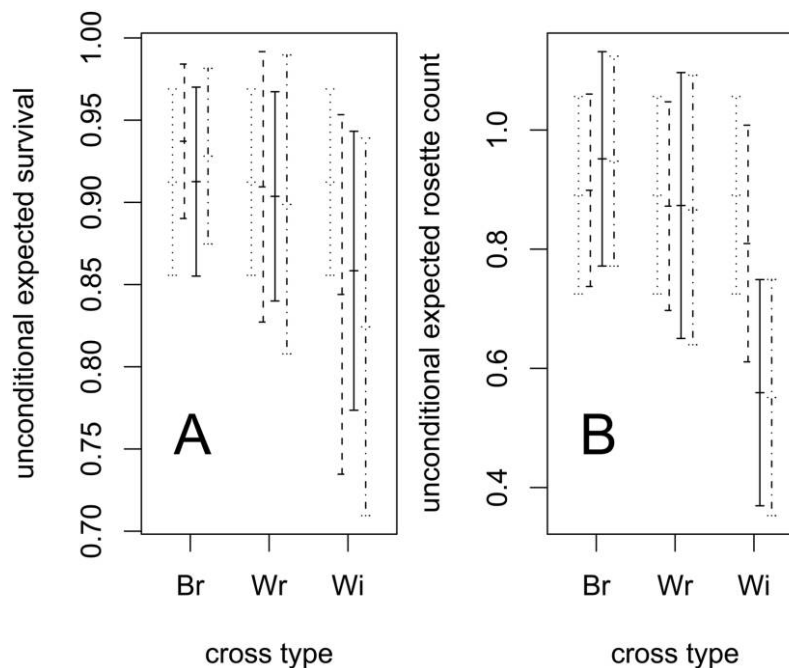 unconditional expected survival
1.00
0.95
0.90
0.85
0.80
0.75
0.70
A
Br Wr Wi
cross type
unconditional expected rosette count
1.0
0.8
0.6
0.4
B
Br Wr Wi
cross type